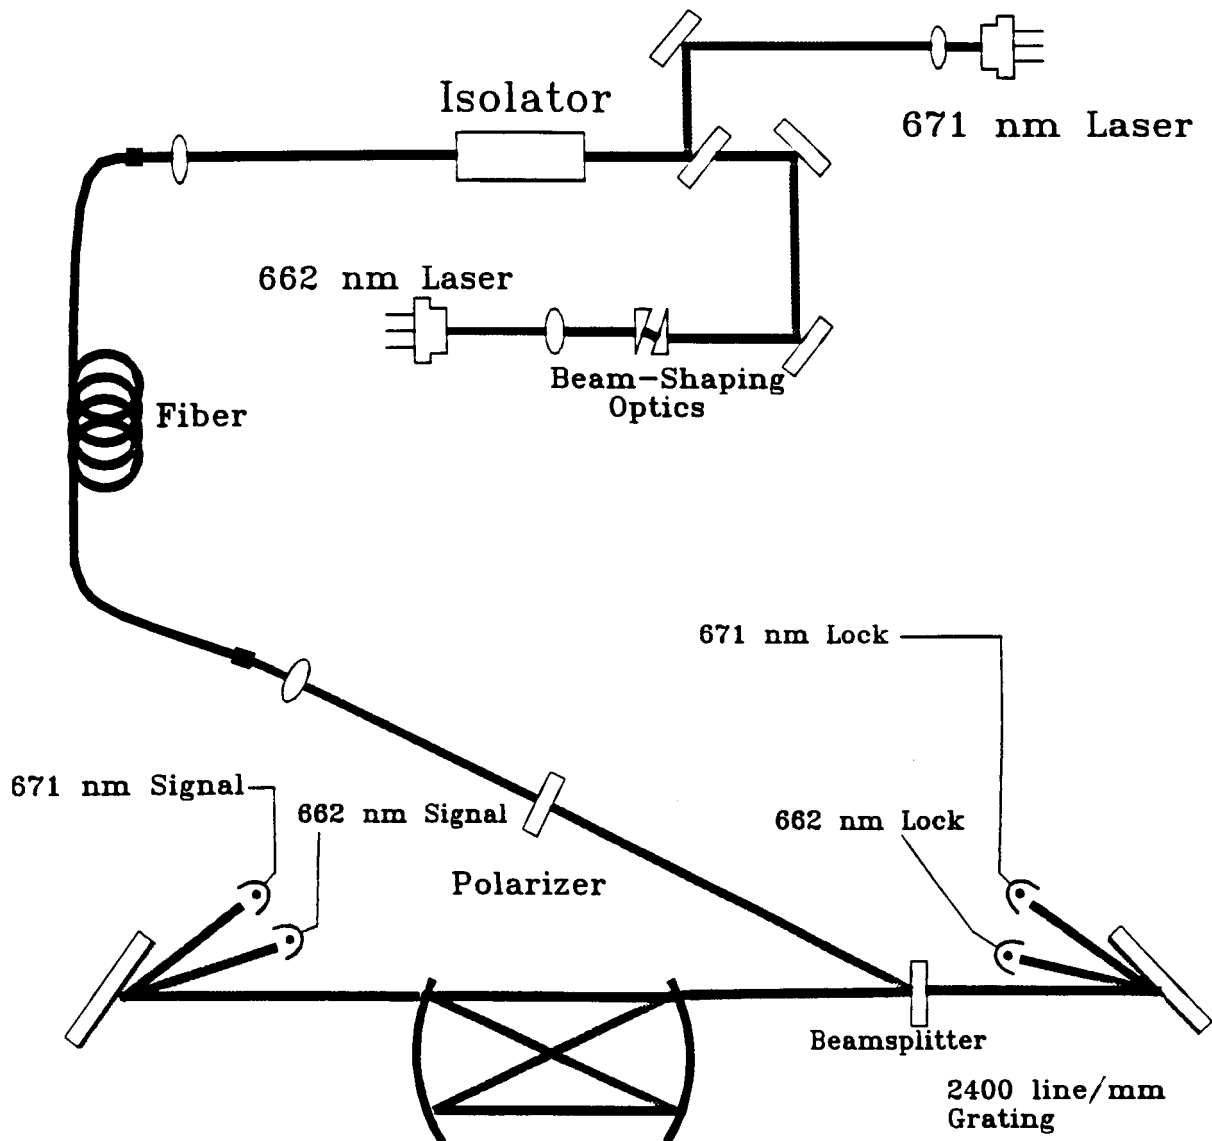 Isolator
671 nm Laser
662 nm Laser
Beam-Shaping
Optics
Fiber
671 nm Lock
671 nm Signal
662 nm Signal
662 nm Lock
Polarizer
Beamsplitter
2400 line/mm
Grating